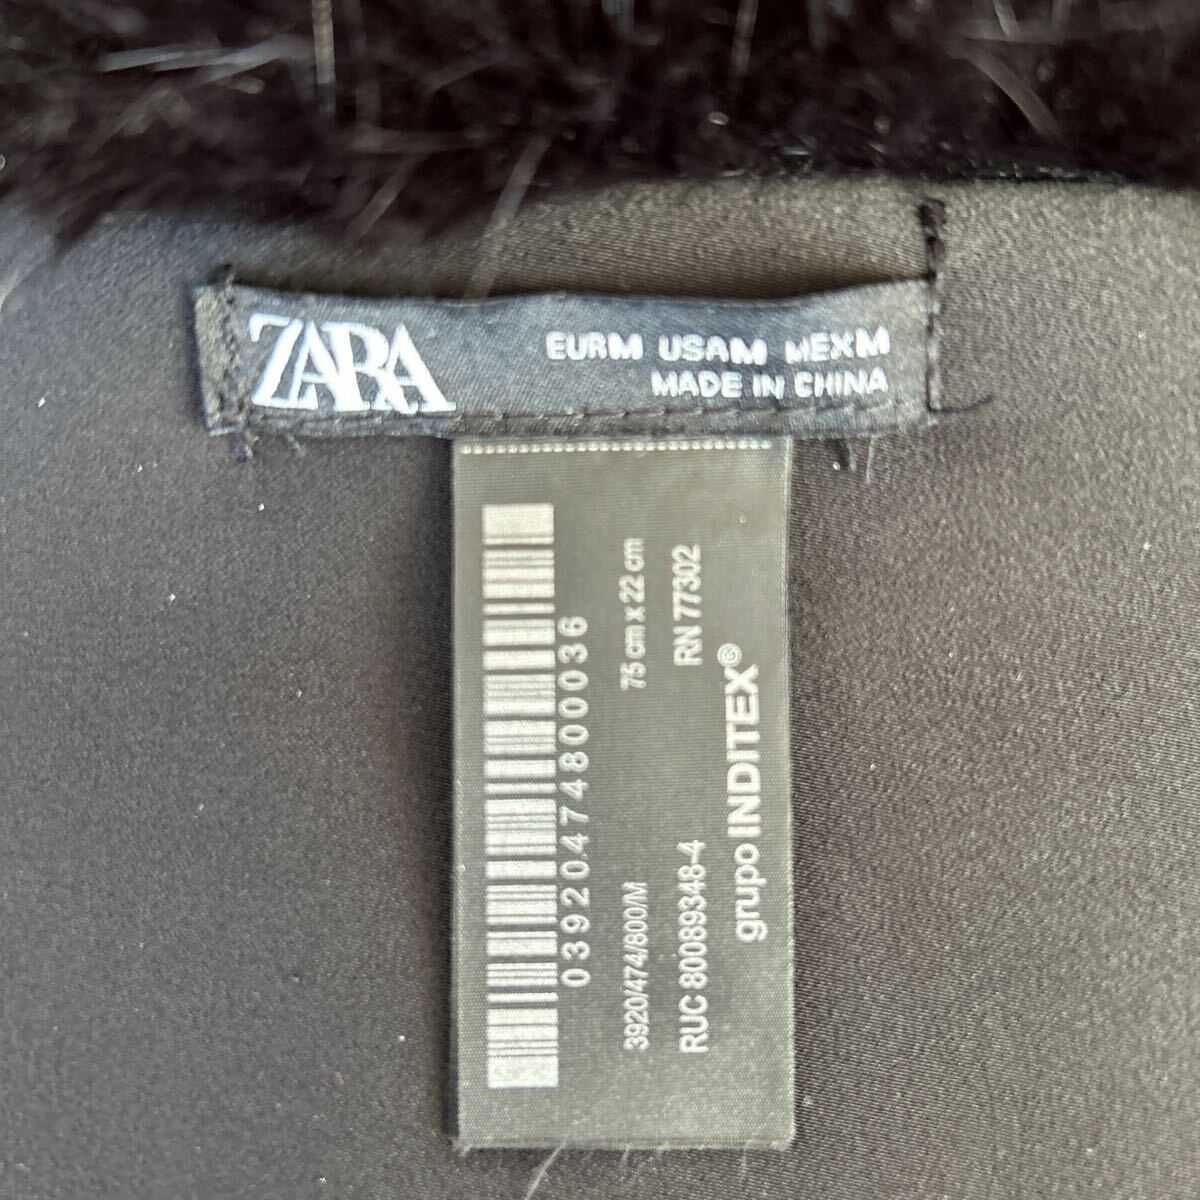 ZARA
EURM USAM MEXM
MADE IN CHINA
03920474800036
3920/474/800/M 75 cm x 22 cm
RUC 80089348-4 RN 77302
grupo INDITEX®